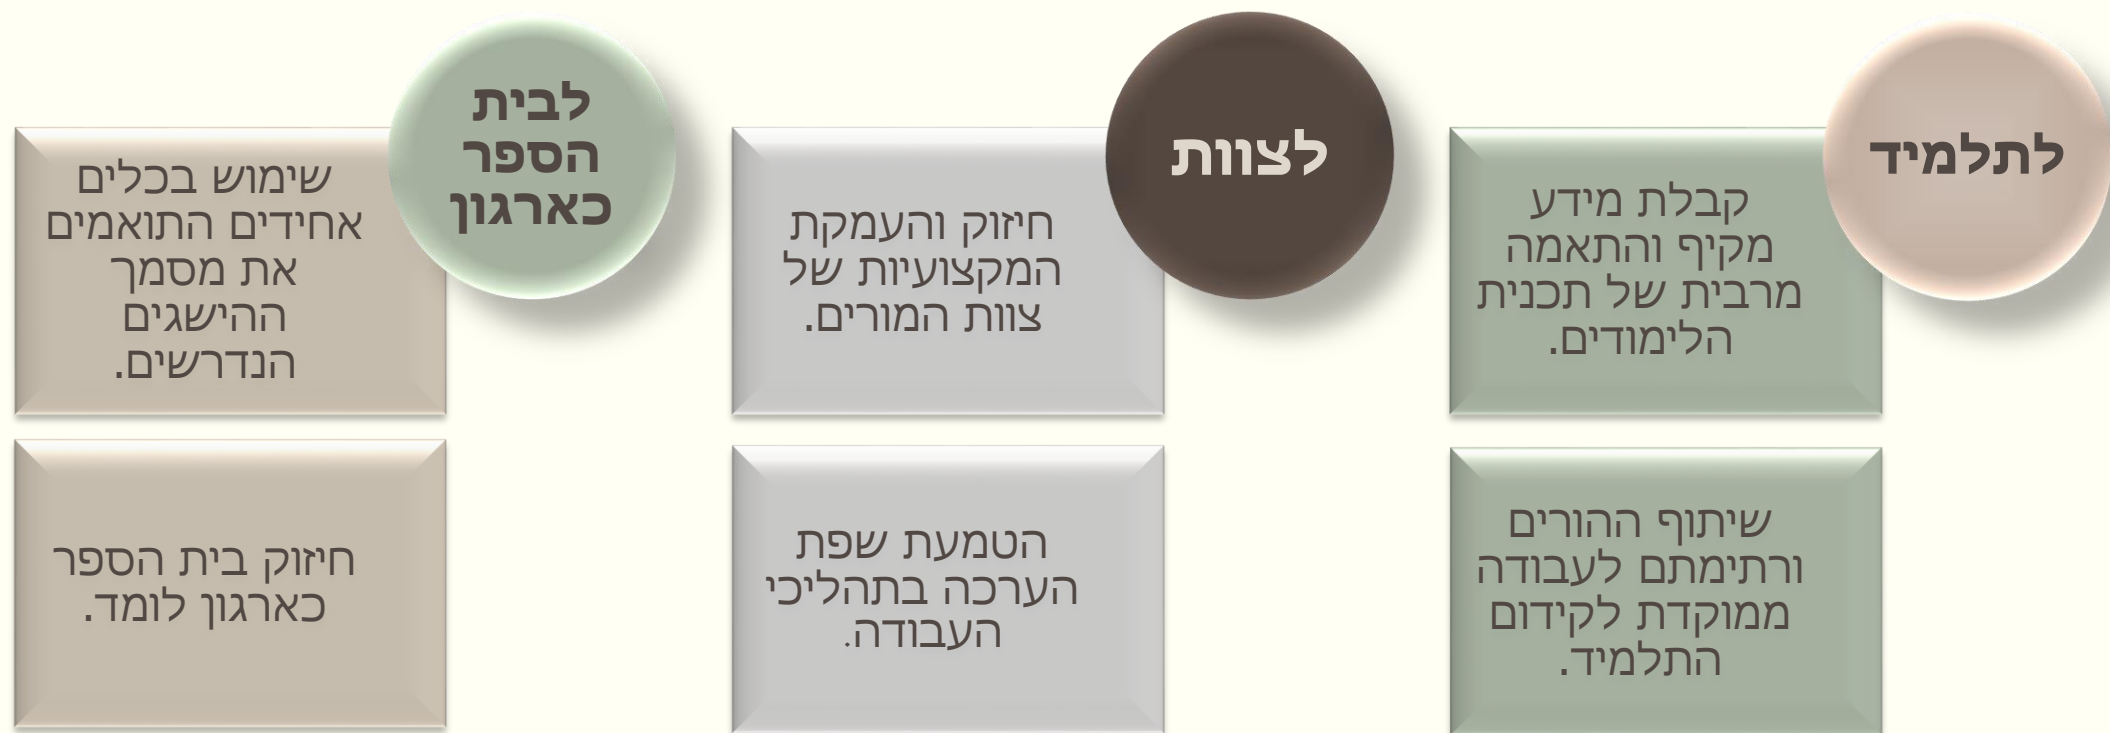 לתלמיד
קבלת מידע
מקיף והתאמה
מרבית של תכנית
הלימודים.
שיתוף ההורים
ורתימתם לעבודה
ממוקדת לקידום
התלמיד.
לצוות
חיזוק והעמקת
המקצועיות של
צוות המורים.
הטמעת שפת
הערכה בתהליכי
העבודה.
לבית
הספר
כארגון
שימוש בכלים
אחידים התואמים
את מסמך
ההישגים
הנדרשים.
חיזוק בית הספר
כארגון לומד.